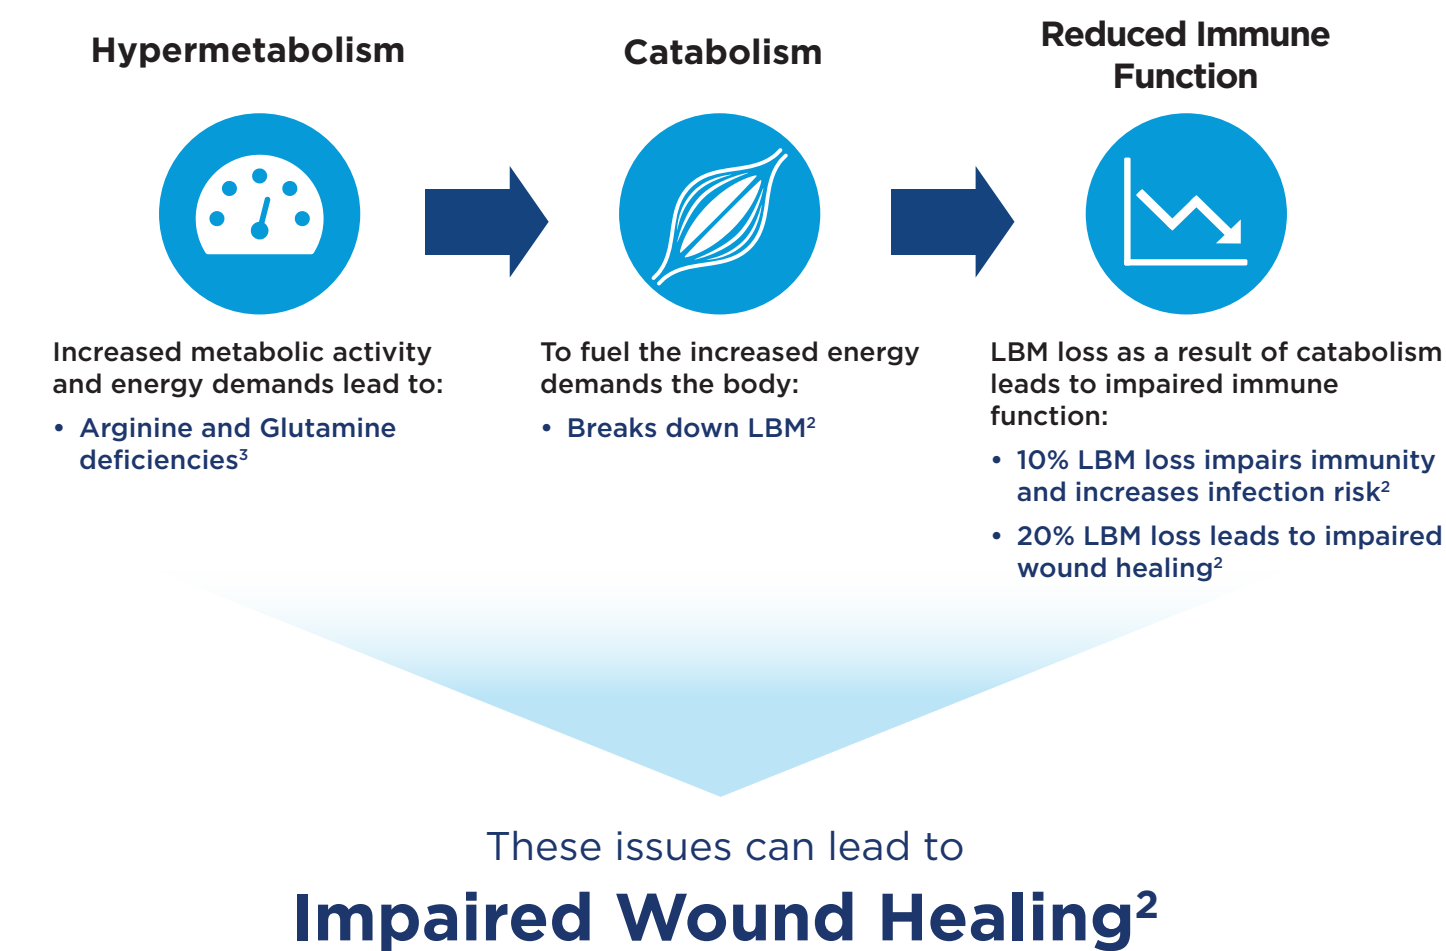 Hypermetabolism
Increased metabolic activity
and energy demands lead to:
• Arginine and Glutamine
deficiencies³
Catabolism
To fuel the increased energy
demands the body:
• Breaks down LBM²
Reduced Immune
Function
LBM loss as a result of catabolism
leads to impaired immune
function:
• 10% LBM loss impairs immunity
and increases infection risk²
• 20% LBM loss leads to impaired
wound healing²
These issues can lead to
Impaired Wound Healing²